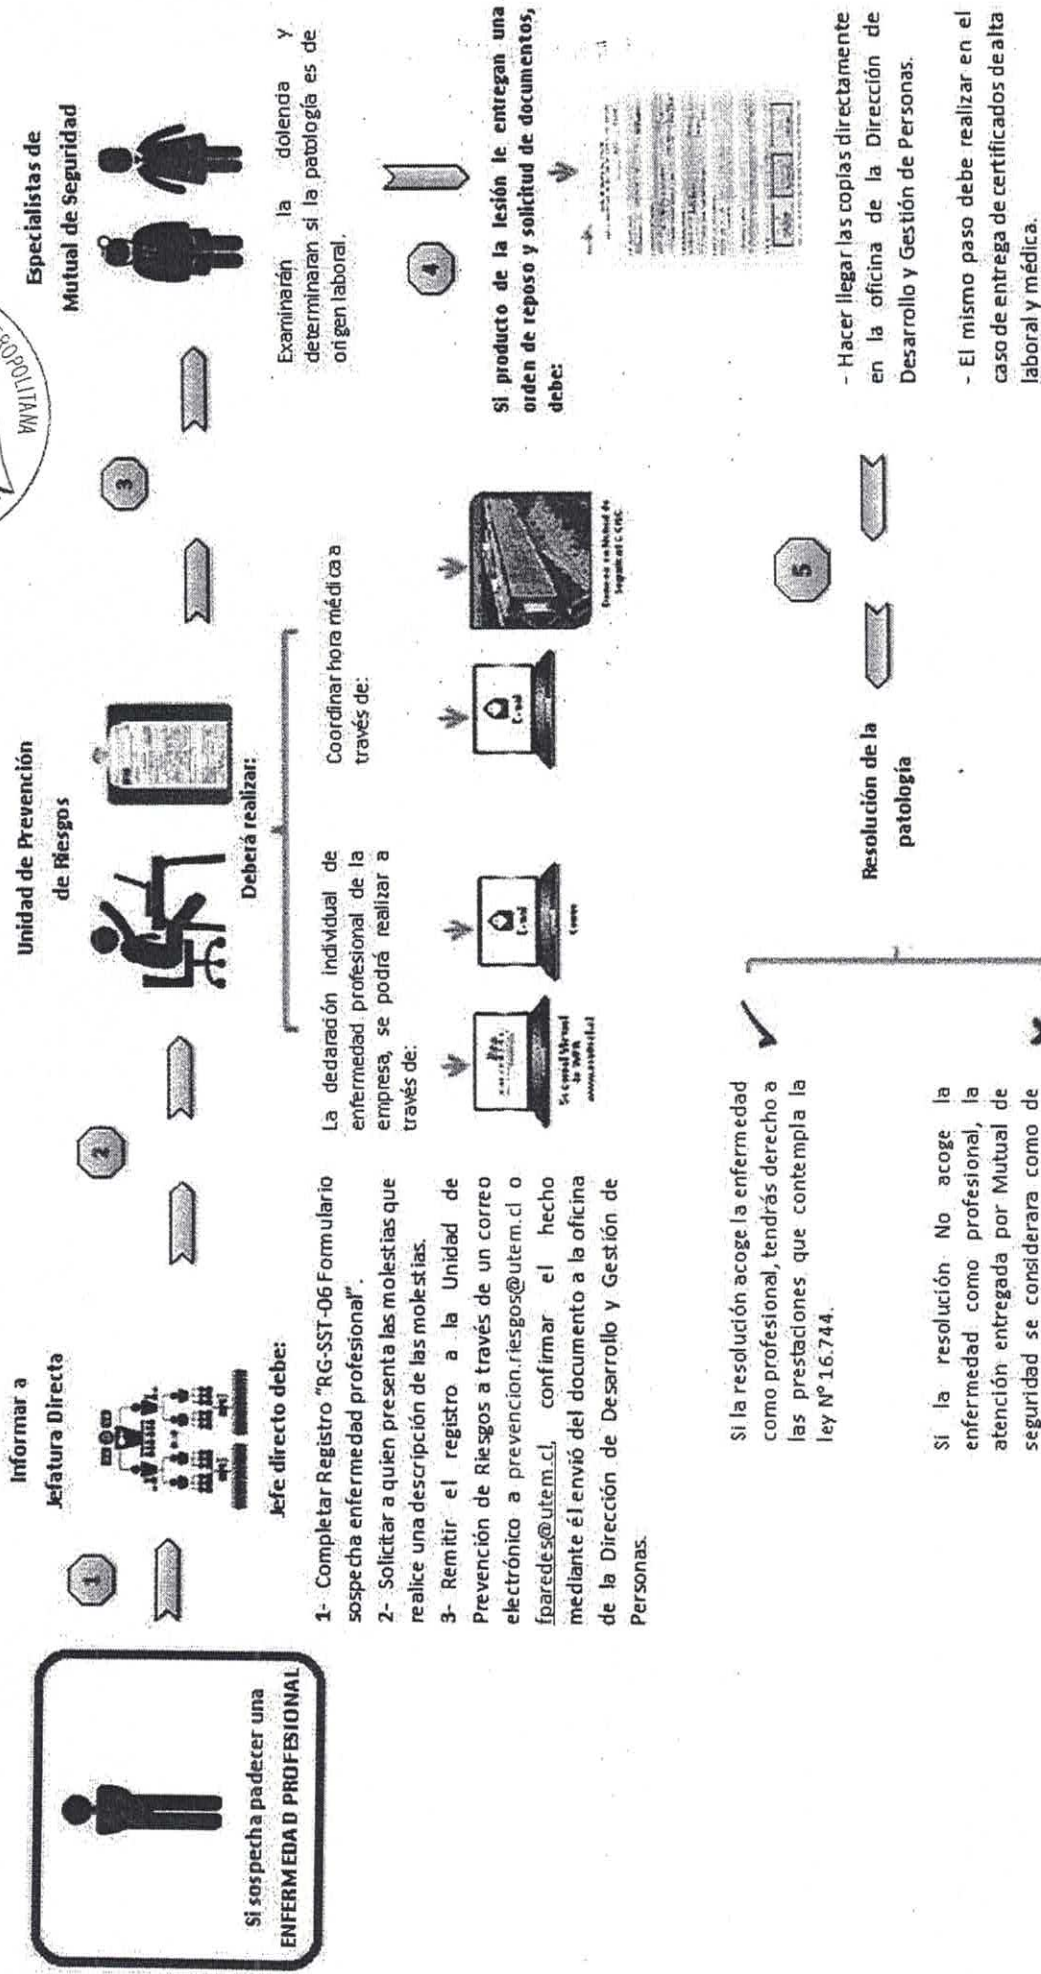 Si sospecha padecer una
ENFERMEDAD PROFESIONAL
1
Informar a
Jefatura Directa
Jefe directo debe:
1- Completar Registro "RG-SST-06 Formulario
sospecha enfermedad profesional".
2- Solicitar a quien presenta las molestias que
realice una descripción de las molestias.
3- Remitir el registro a la Unidad de
Prevención de Riesgos a través de un correo
electrónico a prevencion.riesgos@utem.cl o
fparedes@utem.cl, confirmar el hecho
mediante él envió del documento a la oficina
de la Dirección de Desarrollo y Gestión de
Personas.
2
Unidad de Prevención
de Riesgos
Deberá realizar:
La declaración individual de
enfermedad profesional de la
empresa, se podrá realizar a
través de:
E-mail
Correo
Coordinar hora médica a
través de:
E-mail
3
ROPOLITANA
Especialistas de
Mutual de Seguridad
Examinarán la dolencia y
determinaran si la patología es de
origen laboral.
4
Si producto de la lesión le entregan una
orden de reposo y solicitud de documentos,
debe:
- Hacer llegar las copias directamente
en la oficina de la Dirección de
Desarrollo y Gestión de Personas.
- El mismo paso debe realizar en el
caso de entrega de certificados de alta
laboral y médica.
5
Resolución de la
patología
Si la resolución acoge la enfermedad
como profesional, tendrás derecho a
las prestaciones que contempla la
ley N° 16.744.
Si la resolución No acoge la
enfermedad como profesional, la
atención entregada por Mutual de
seguridad se considerara como de